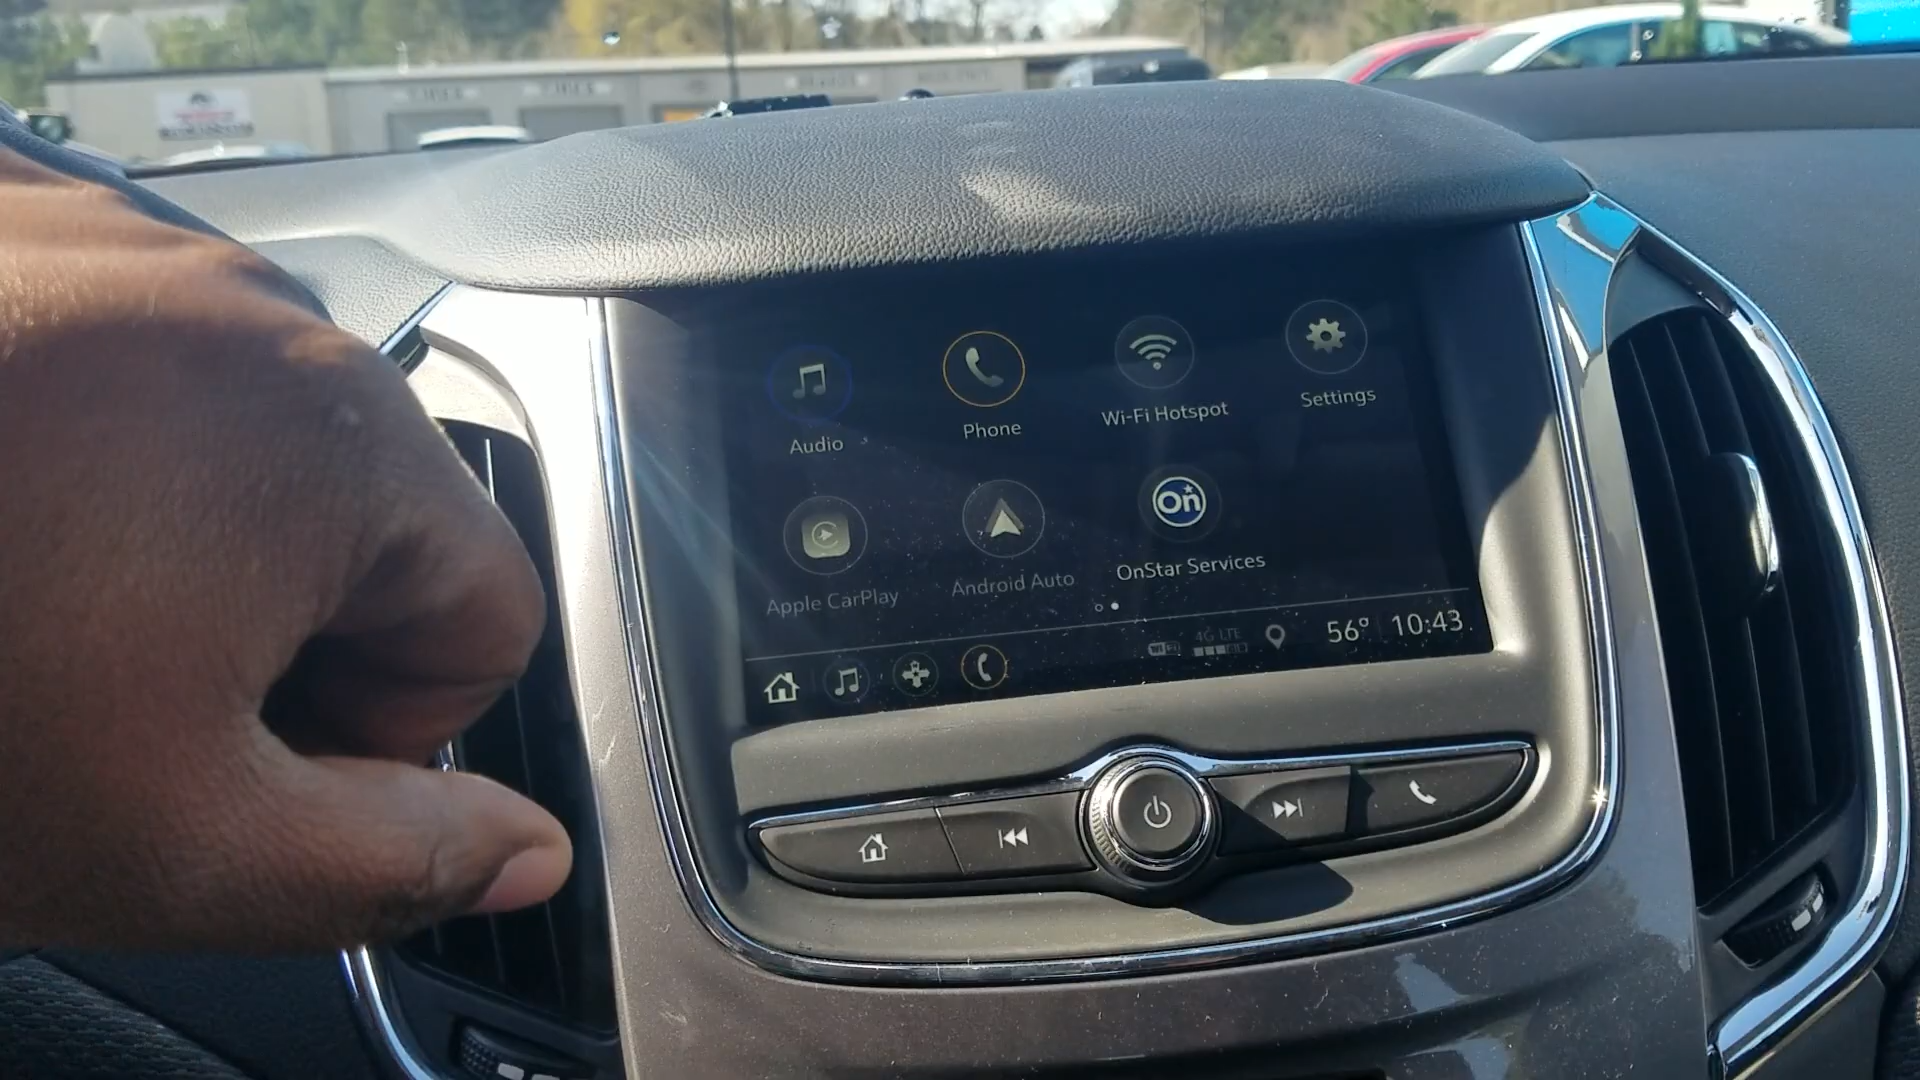 Audio
Phone
Wi-Fi Hotspot
Settings
Apple CarPlay
Android Auto
On
OnStar Services
4G LTE
56° 10:43